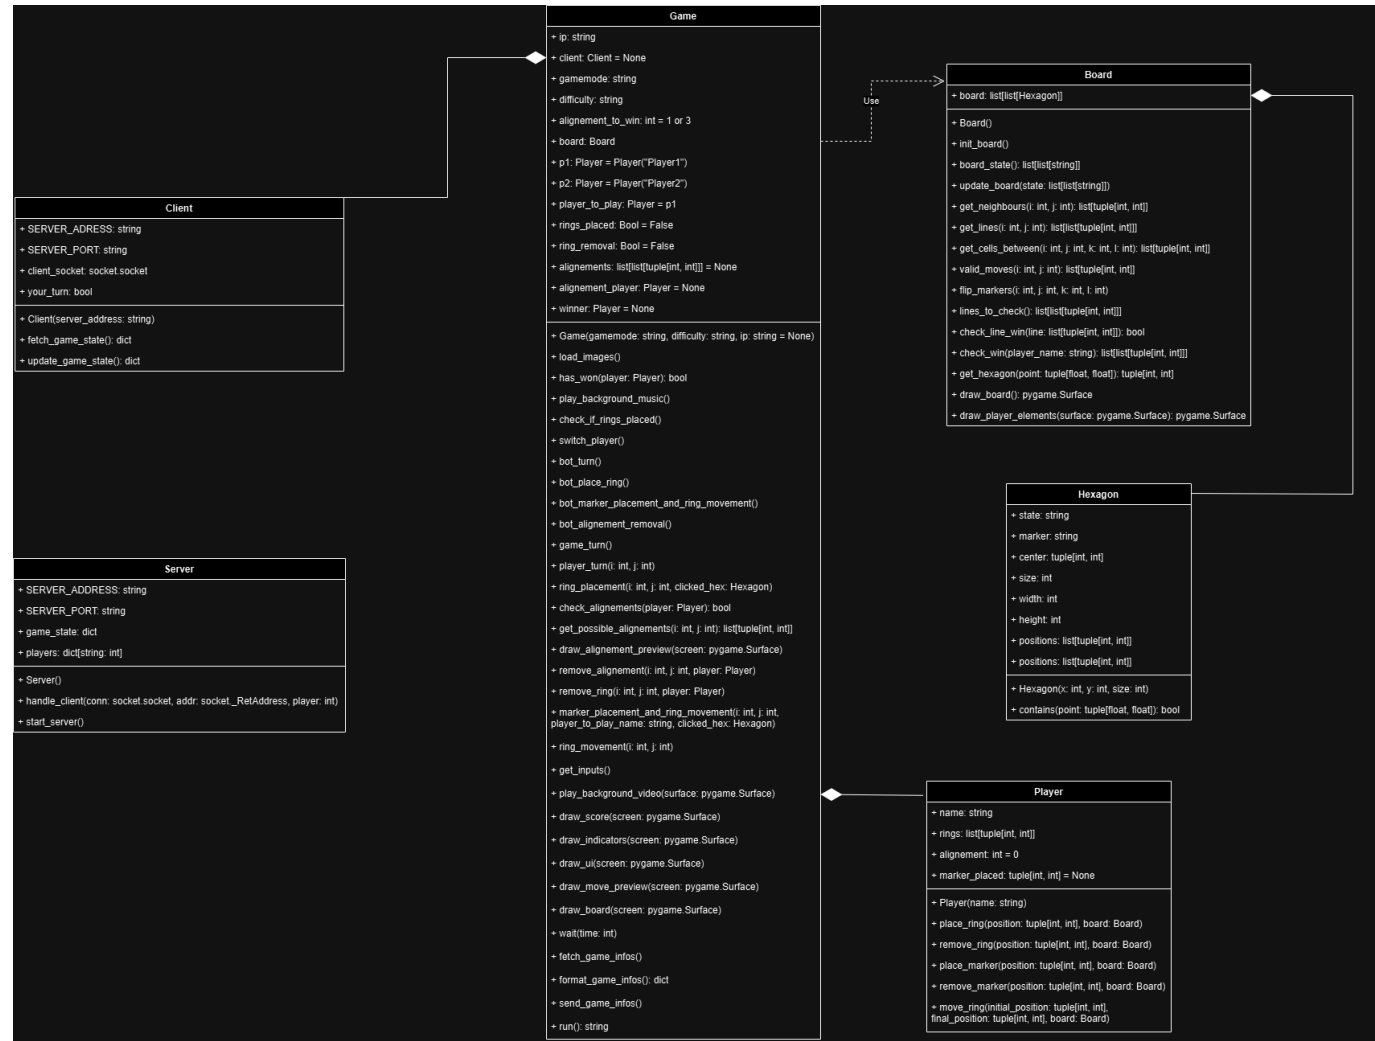 Game
+ ip: string
+ client: Client = None
+ gamemode: string
+ difficulty: string
+ alignement_to_win: int = 1 or 3
+ board: Board
+ p1: Player = Player("Player1")
+ p2: Player = Player("Player2")
+ player_to_play: Player = p1
+ rings_placed: Bool = False
+ ring_removal: Bool = False
+ alignements: list[list[tuple[int, int]]] = None
+ alignement_player: Player = None
+ winner: Player = None
+ Game(gamemode: string, difficulty: string, ip: string = None)
+ load_images()
+ has_won(player: Player): bool
+ play_background_music()
+ check_if_rings_placed()
+ switch_player()
+ bot_turn()
+ bot_place_ring()
+ bot_marker_placement_and_ring_movement()
+ bot_alignement_removal()
+ game_turn()
+ player_turn(i: int, j: int)
+ ring_placement(i: int, j: int, clicked_hex: Hexagon)
+ check_alignements(player: Player): bool
+ get_possible_alignements(i: int, j: int): list[tuple[int, int]]
+ draw_alignement_preview(screen: pygame.Surface)
+ remove_alignement(i: int, j: int, player: Player)
+ remove_ring(i: int, j: int, player: Player)
+ marker_placement_and_ring_movement(i: int, j: int,
player_to_play_name: string, clicked_hex: Hexagon)
+ ring_movement(i: int, j: int)
+ get_inputs()
+ play_background_video(surface: pygame.Surface)
+ draw_score(screen: pygame.Surface)
+ draw_indicators(screen: pygame.Surface)
+ draw_ui(screen: pygame.Surface)
+ draw_move_preview(screen: pygame.Surface)
+ draw_board(screen: pygame.Surface)
+ wait(time: int)
+ fetch_game_infos()
+ format_game_infos(): dict
+ send_game_infos()
+ run(): string
Use
Client
+ SERVER_ADRESS: string
+ SERVER_PORT: string
+ client_socket: socket.socket
+ your_turn: bool
+ Client(server_address: string)
+ fetch_game_state(): dict
+ update_game_state(): dict
Server
+ SERVER_ADDRESS: string
+ SERVER_PORT: string
+ game_state: dict
+ players: dict[string: int]
+ Server()
+ handle_client(conn: socket.socket, addr: socket._RetAddress, player: int)
+ start_server()
Board
+ board: list[list[Hexagon]]
+ Board()
+ init_board()
+ board_state(): list[list[string]]
+ update_board(state: list[list[string]])
+ get_neighbours(i: int, j: int): list[tuple[int, int]]
+ get_lines(i: int, j: int): list[list[tuple[int, int]]]
+ get_cells_between(i: int, j: int, k: int, l: int): list[tuple[int, int]]
+ valid_moves(i: int, j: int): list[tuple[int, int]]
+ flip_markers(i: int, j: int, k: int, l: int)
+ lines_to_check(): list[list[tuple[int, int]]]
+ check_line_win(line: list[tuple[int, int]]): bool
+ check_win(player_name: string): list[list[tuple[int, int]]]
+ get_hexagon(point: tuple[float, float]): tuple[int, int]
+ draw_board(): pygame.Surface
+ draw_player_elements(surface: pygame.Surface): pygame.Surface
Hexagon
+ state: string
+ marker: string
+ center: tuple[int, int]
+ size: int
+ width: int
+ height: int
+ positions: list[tuple[int, int]]
+ positions: list[tuple[int, int]]
+ Hexagon(x: int, y: int, size: int)
+ contains(point: tuple[float, float]): bool
Player
+ name: string
+ rings: list[tuple[int, int]]
+ alignement: int = 0
+ marker_placed: tuple[int, int] = None
+ Player(name: string)
+ place_ring(position: tuple[int, int], board: Board)
+ remove_ring(position: tuple[int, int], board: Board)
+ place_marker(position: tuple[int, int], board: Board)
+ remove_marker(position: tuple[int, int], board: Board)
+ move_ring(initial_position: tuple[int, int],
final_position: tuple[int, int], board: Board)